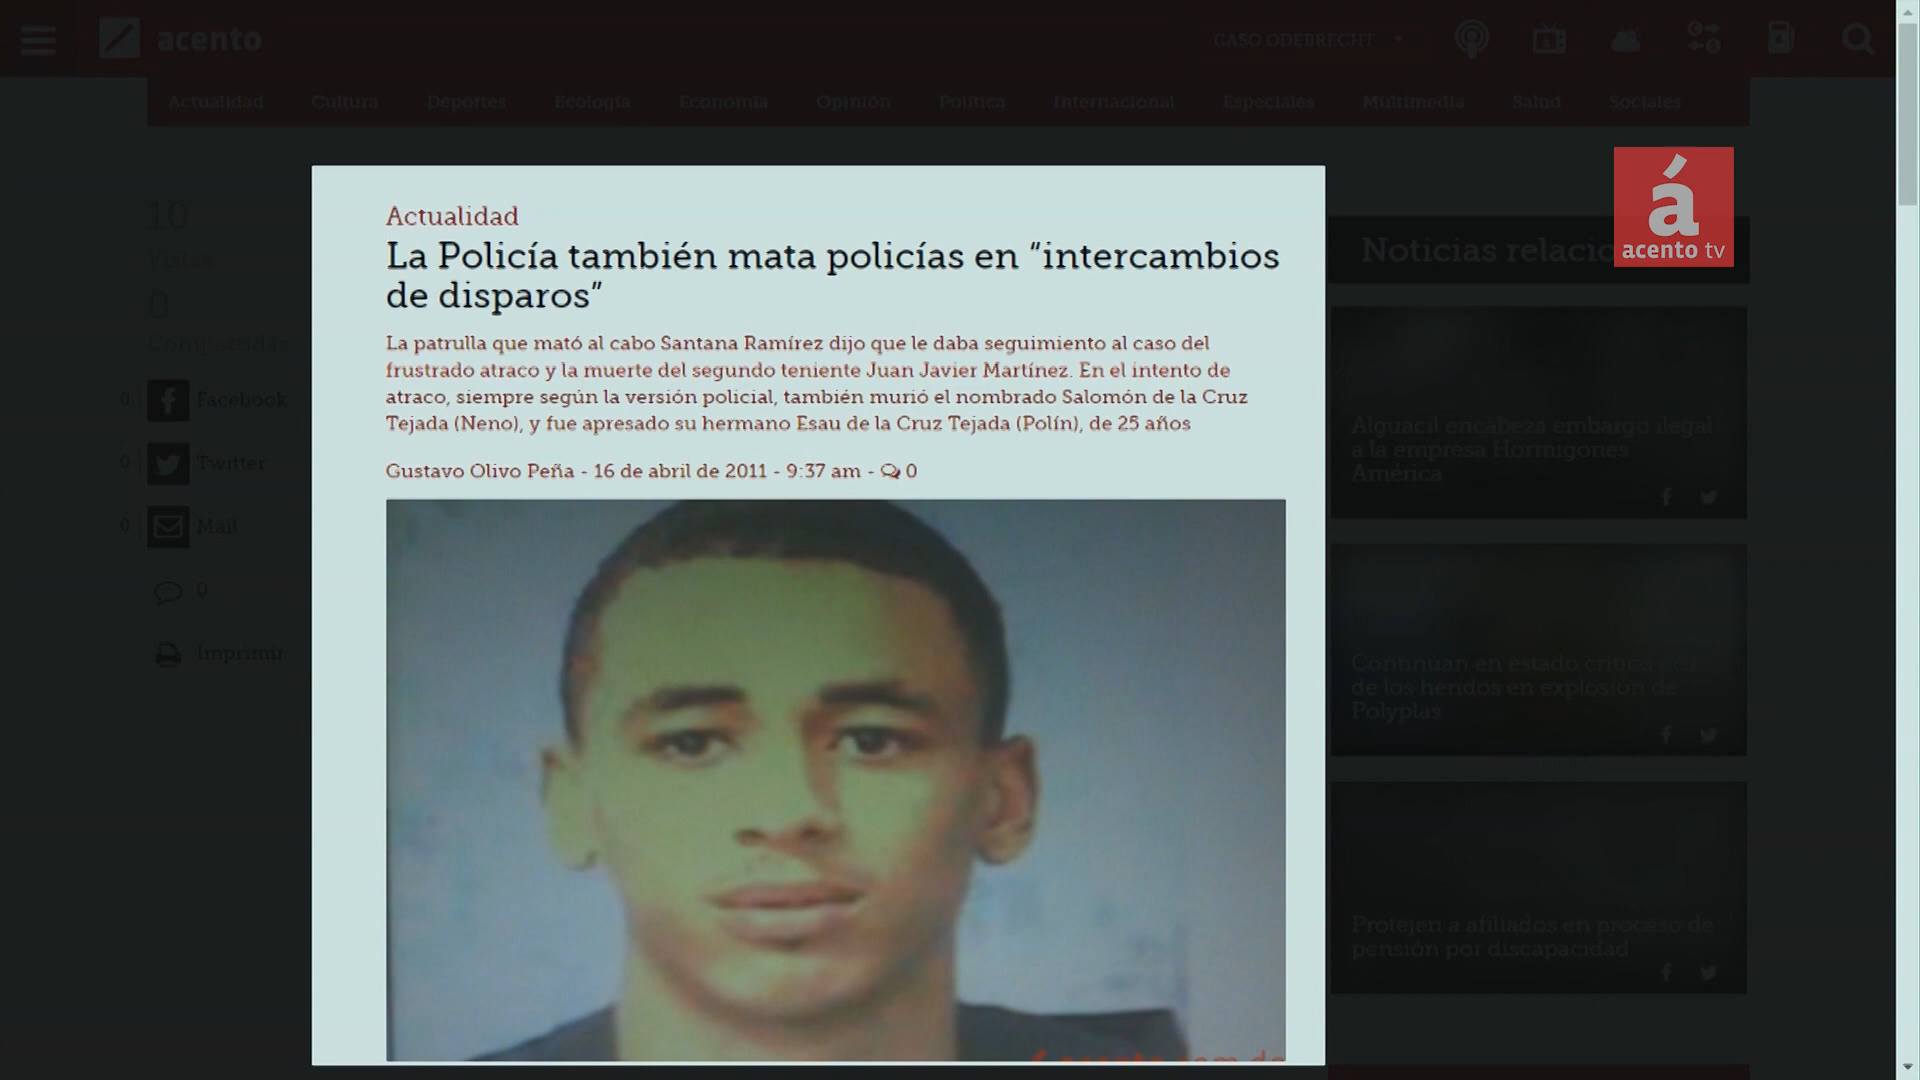 acento
CASO ODEBRECHT
Actualidad Cultura Deportes Ecología Economía Opinión Política Internacional Especiales Multimedia Salud Sociales
á
acento tv
10
Vistas
0
Compartidas
0 Facebook
0 Twitter
0 Mail
0
Imprimir
Actualidad
La Policía también mata policías en “intercambios
de disparos”
La patrulla que mató al cabo Santana Ramírez dijo que le daba seguimiento al caso del
frustrado atraco y la muerte del segundo teniente Juan Javier Martínez. En el intento de
atraco, siempre según la versión policial, también murió el nombrado Salomón de la Cruz
Tejada (Neno), y fue apresado su hermano Esau de la Cruz Tejada (Polín), de 25 años
Gustavo Olivo Peña - 16 de abril de 2011 - 9:37 am - 0
Noticias relacio
Alguacil encabeza embargo ilegal
a la empresa Hormigones
América
Continúan en estado crítico dos
de los heridos en explosión de
Polyplas
Protejen a afiliados en proceso de
pensión por discapacidad